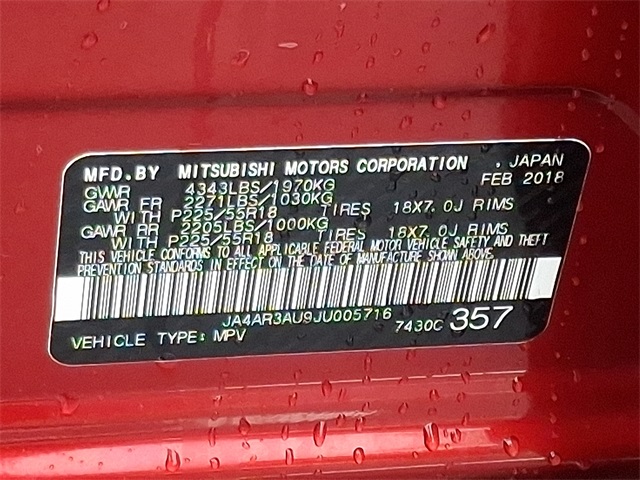 MFD.BY MITSUBISHI MOTORS CORPORATION , JAPAN
GVWR 4343LBS/1970KG FEB 2018
GAWR FR 2271LBS/1030KG
WITH P225/55R18 TIRES 18X7.0J RIMS
GAWR RR 2205LBS/1000KG
WITH P225/55R18 TIRES 18X7.0J RIMS
THIS VEHICLE CONFORMS TO ALL APPLICABLE FEDERAL MOTOR VEHICLE SAFETY AND THEFT
PREVENTION STANDARDS IN EFFECT ON THE DATE OF MANUFACTURE SHOWN ABOVE.
JA4AR3AU9JU005716
VEHICLE TYPE: MPV 7430C 357